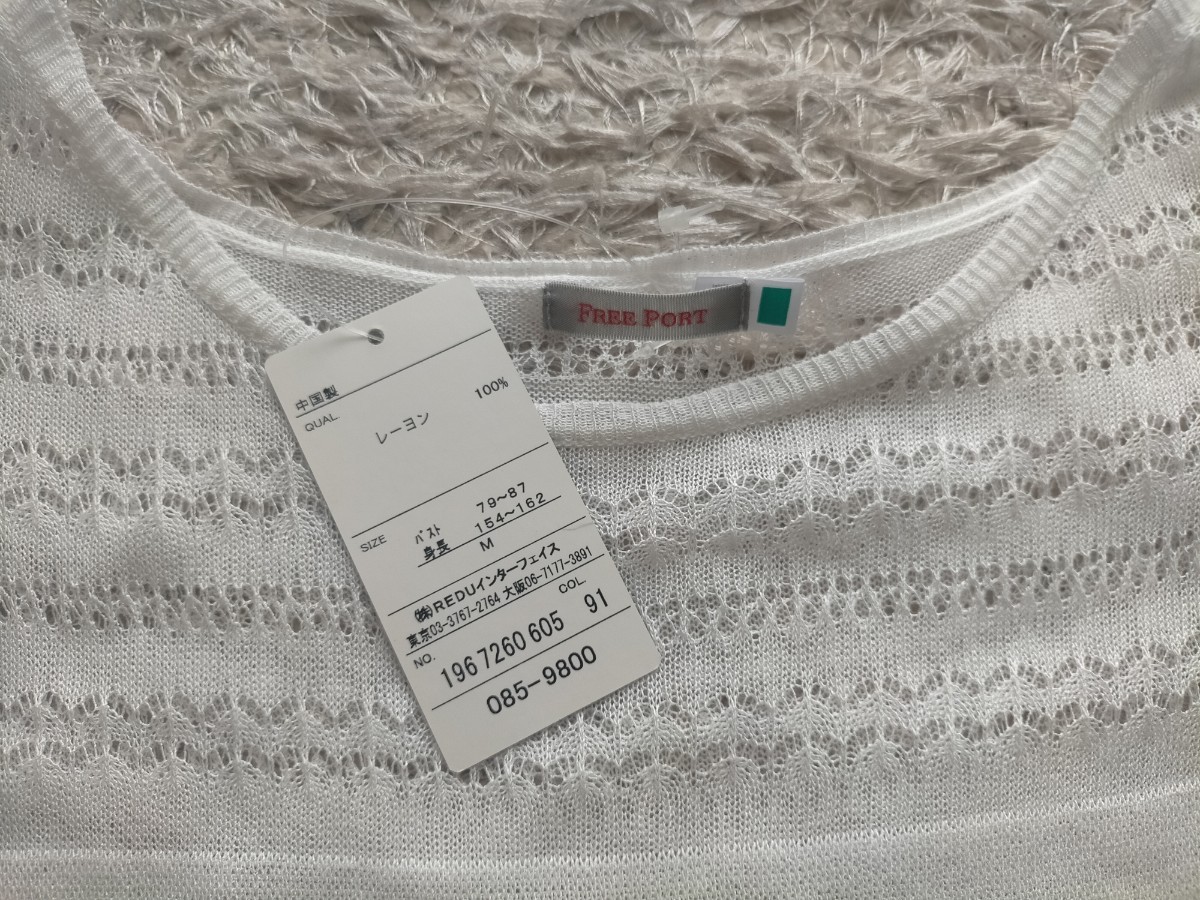 FREE PORT
中国製
QUAL.
レーヨン 100%
SIZE
バスト 79~87
身長 154~162
M
(株)REDUインターフェイス
東京03-3767-2764 大阪06-7177-3891
NO. COL.
196 7260 605 91
085-9800